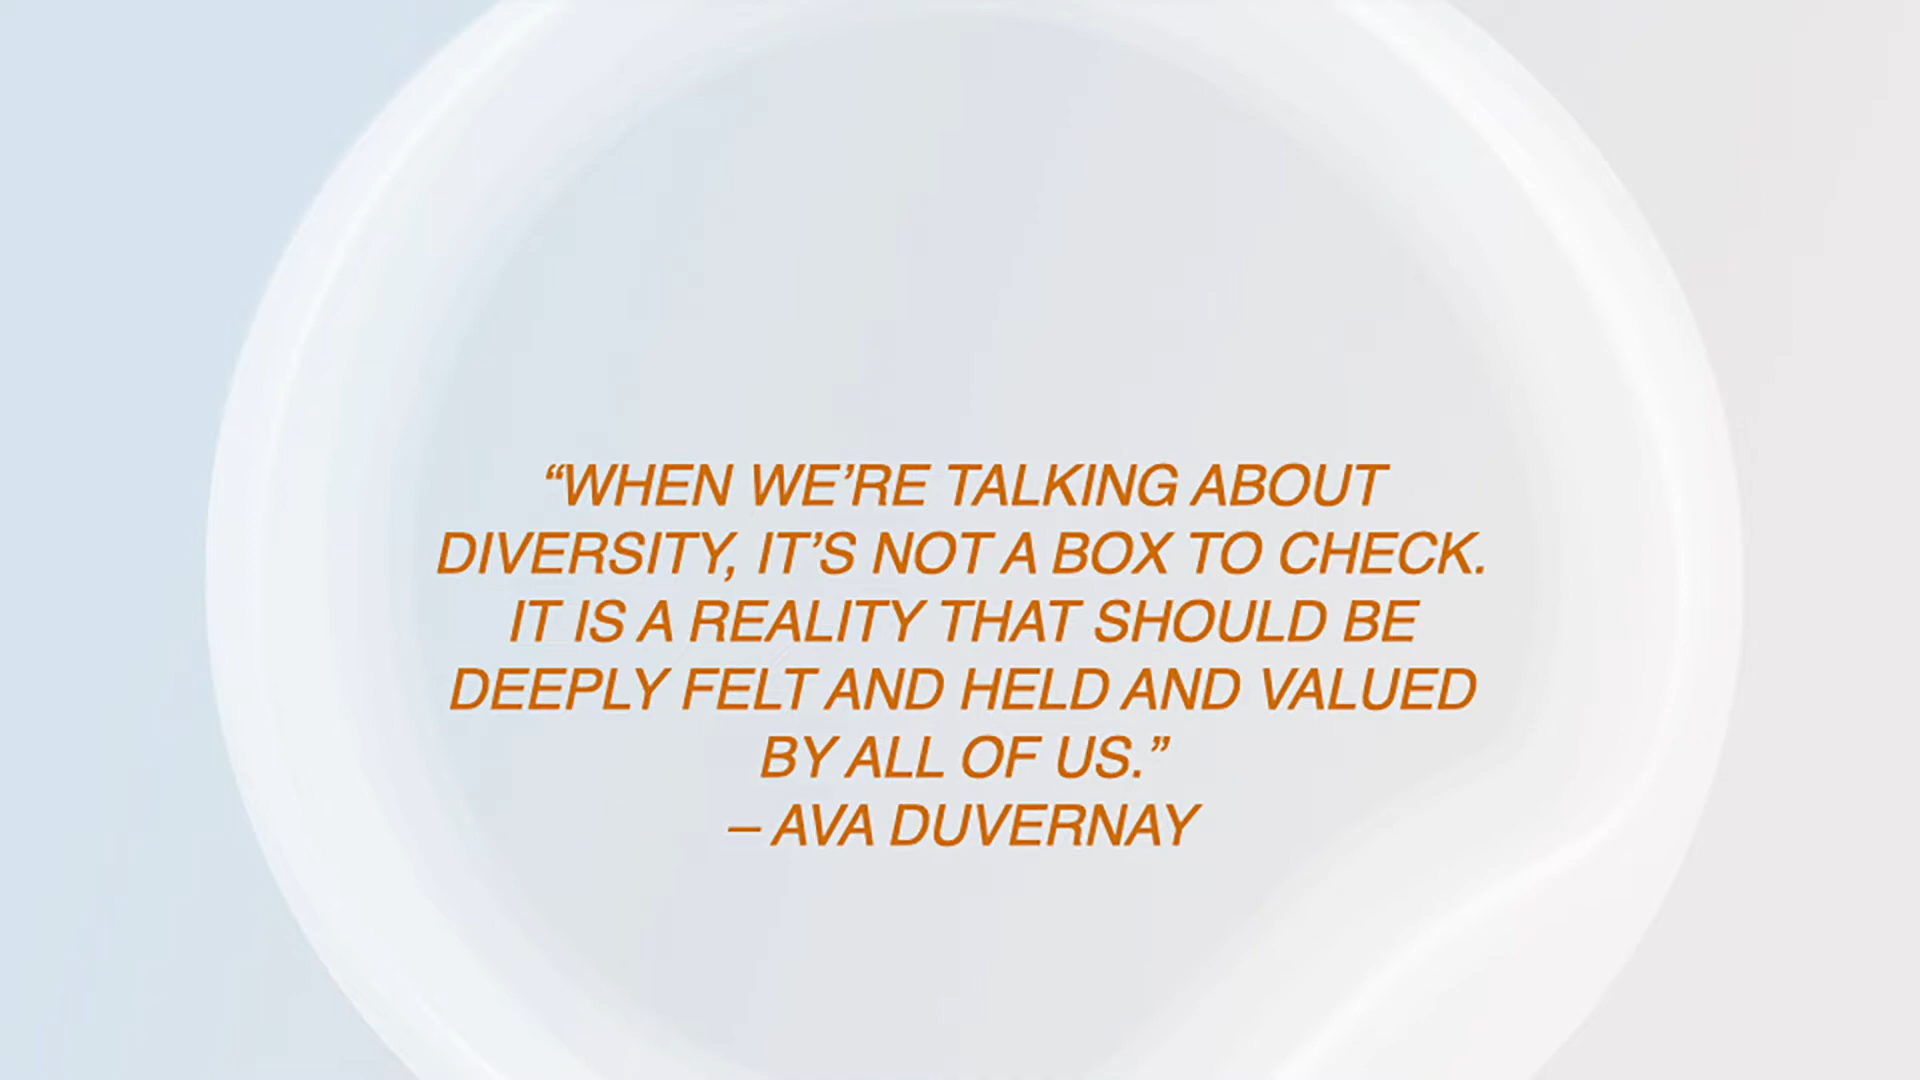 “WHEN WE’RE TALKING ABOUT
DIVERSITY, IT’S NOT A BOX TO CHECK.
IT IS A REALITY THAT SHOULD BE
DEEPLY FELT AND HELD AND VALUED
BY ALL OF US.”
– AVA DUVERNAY